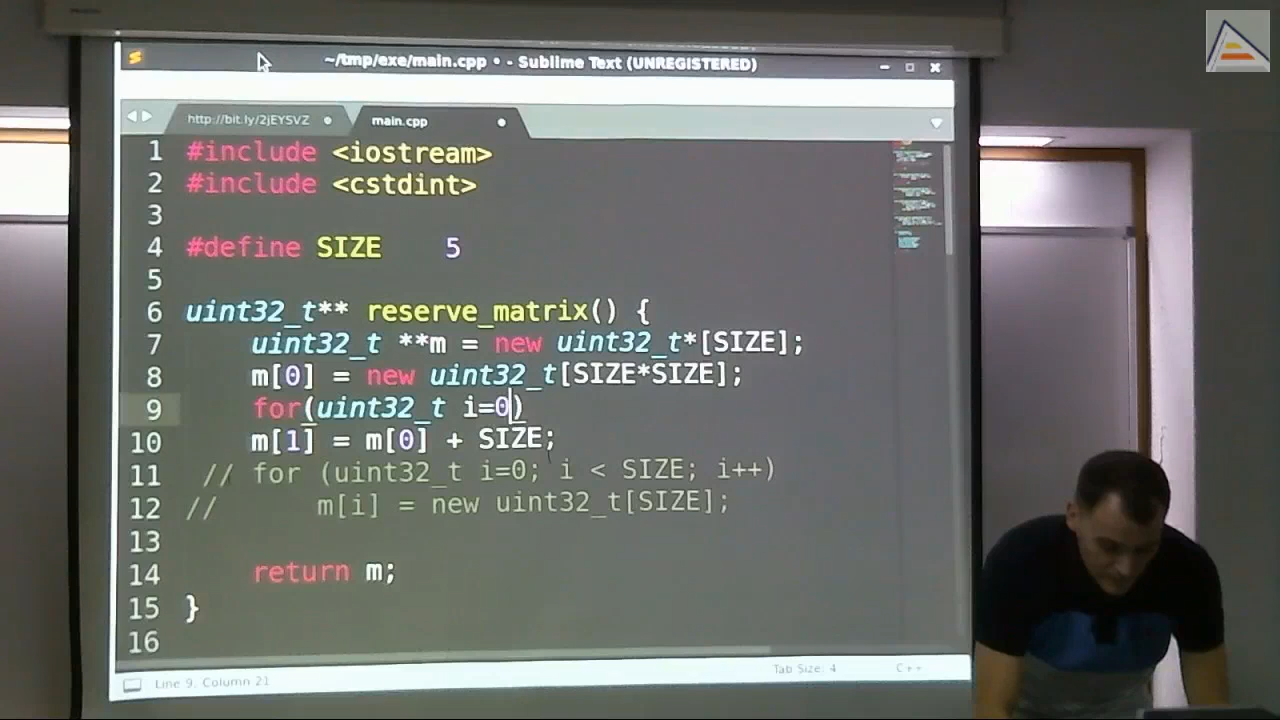 ~/tmp/exe/main.cpp • - Sublime Text (UNREGISTERED)
http://bit.ly/2jEYSVZ
main.cpp
1 #include <iostream>
2 #include <cstdint>
3
4 #define SIZE 5
5
6 uint32_t** reserve_matrix() {
7 uint32_t **m = new uint32_t*[SIZE];
8 m[0] = new uint32_t[SIZE*SIZE];
9 for(uint32_t i=0)
10 m[1] = m[0] + SIZE;
11 // for (uint32_t i=0; i < SIZE; i++)
12 // m[i] = new uint32_t[SIZE];
13
14 return m;
15 }
16
Line 9, Column 21
Tab Size: 4
C++